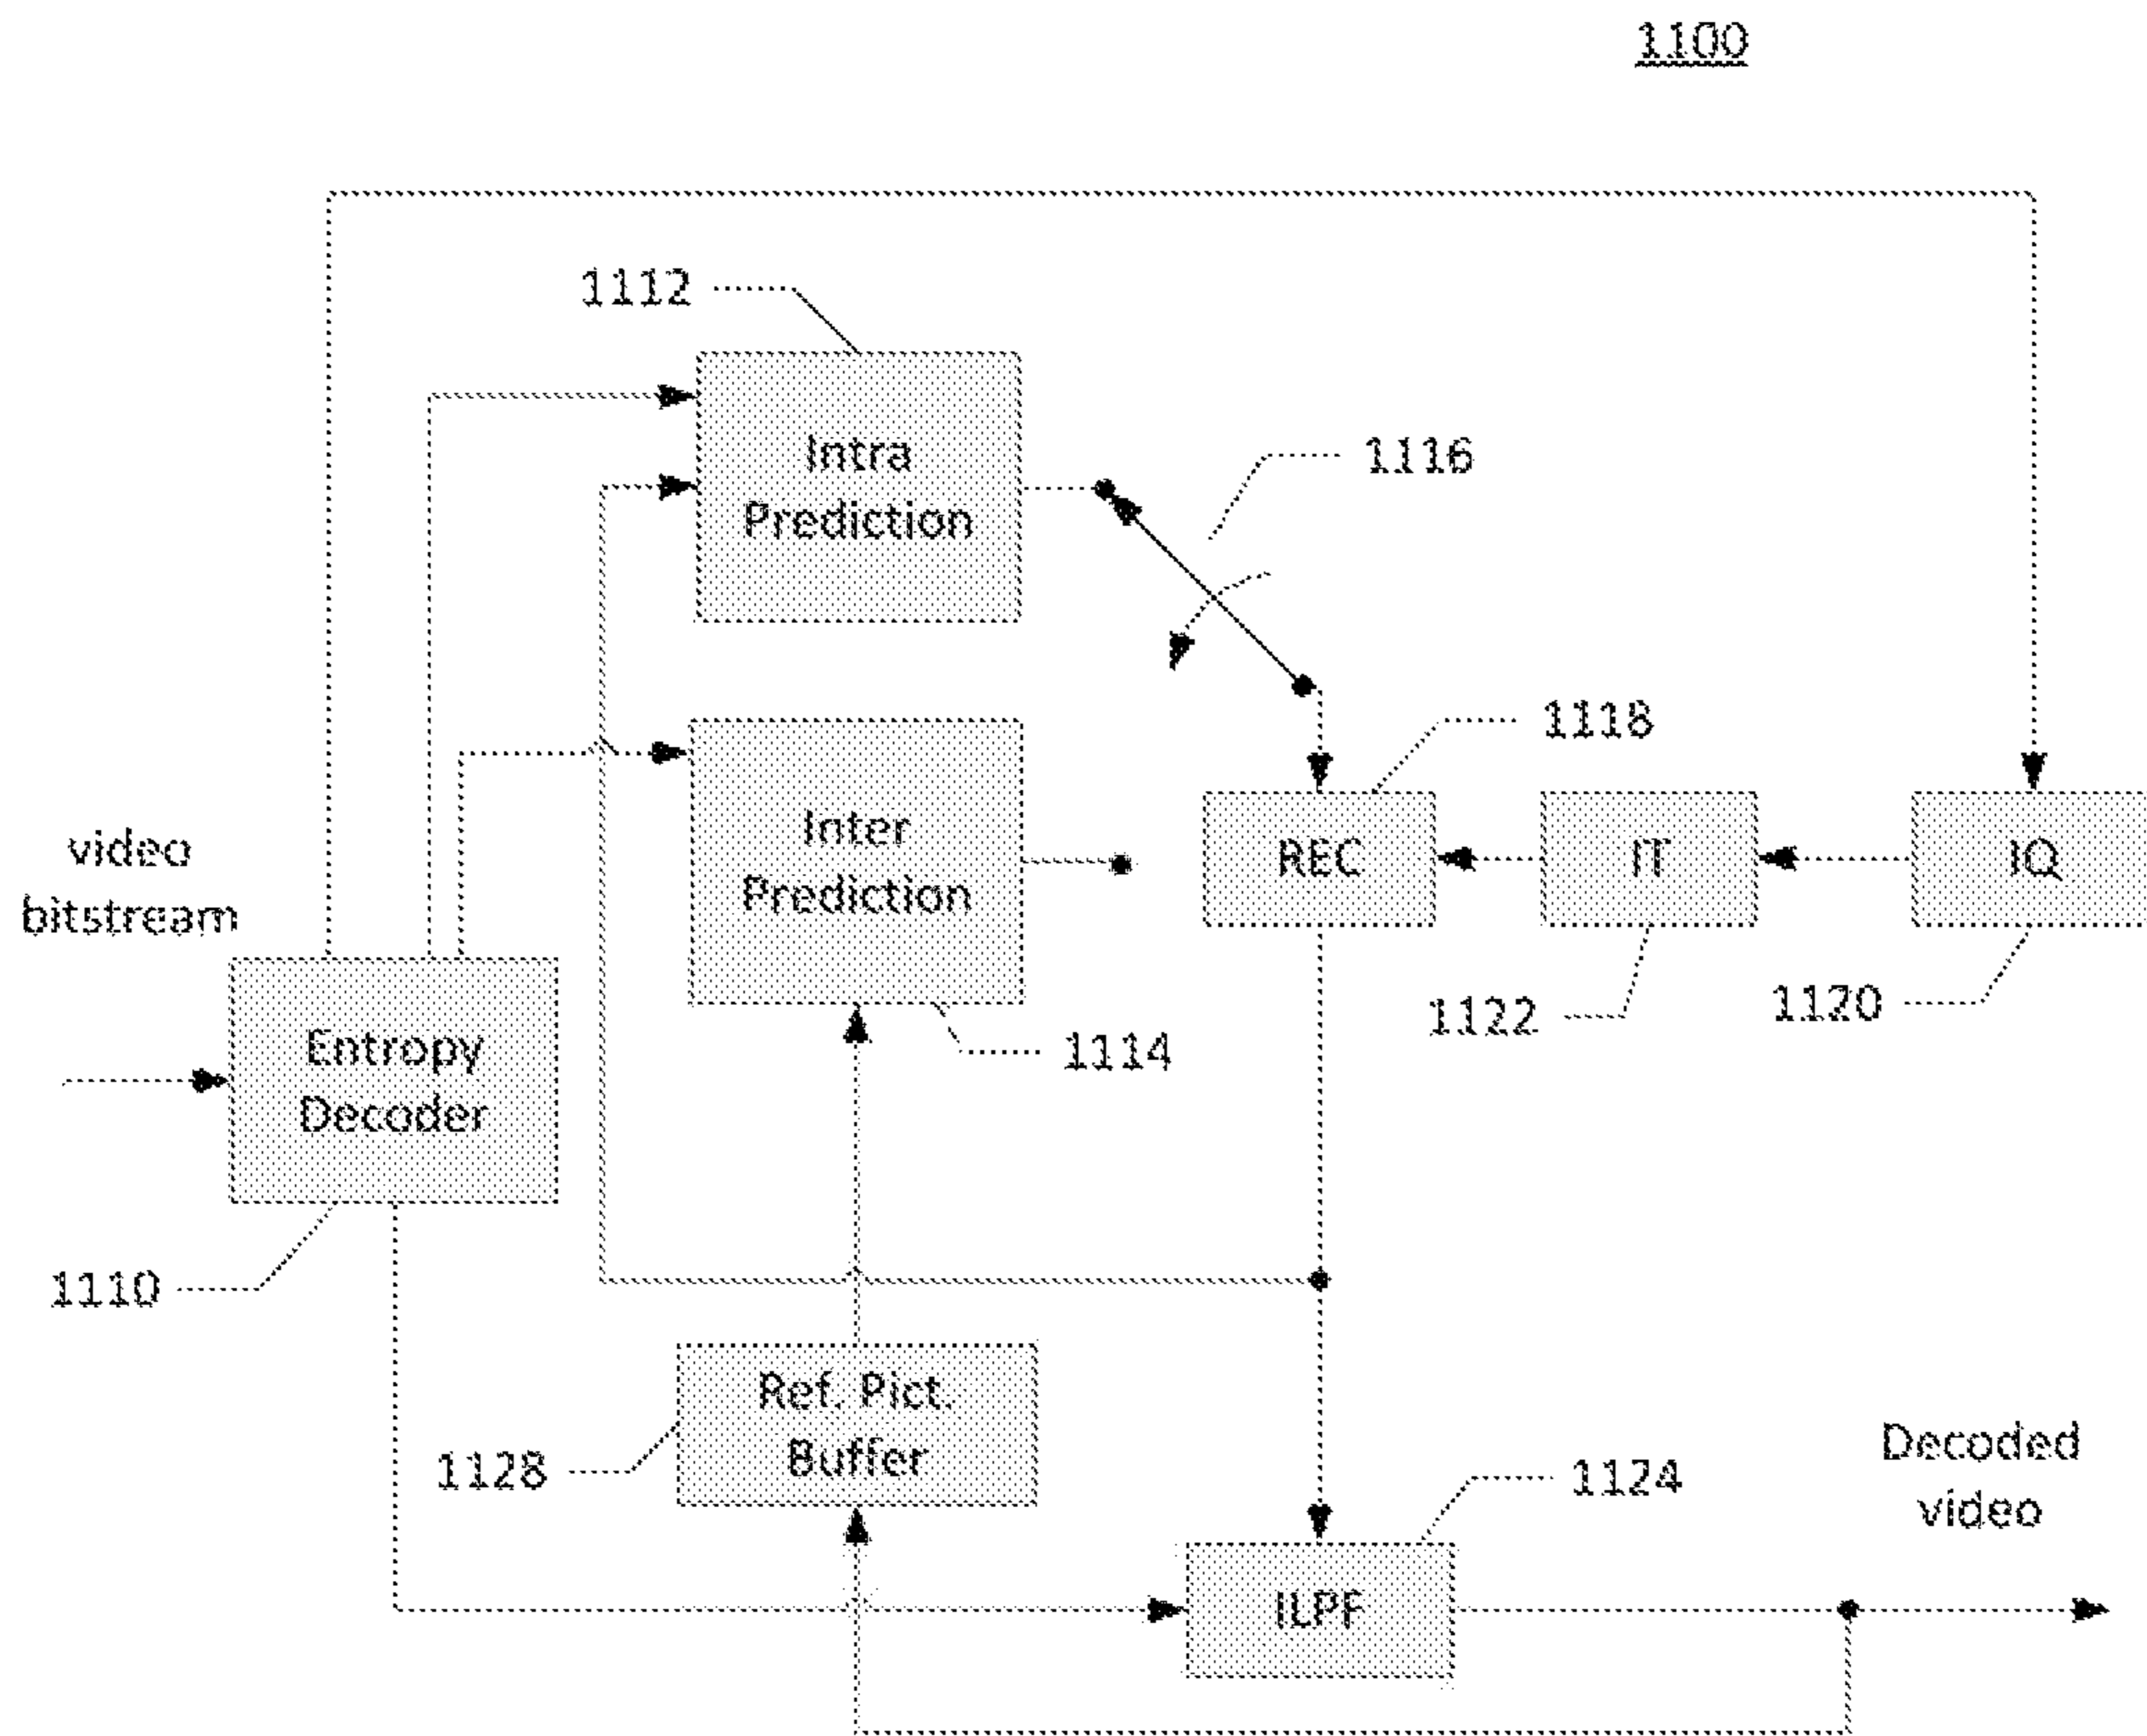 1100
1112
Intra
Prediction
1116
1118
Inter
Prediction
REC
IT
IQ
video
bitstream
1122
1120
1114
Entropy
Decoder
1110
Ref. Pict.
Buffer
1128
1124
Decoded
video
ILPF